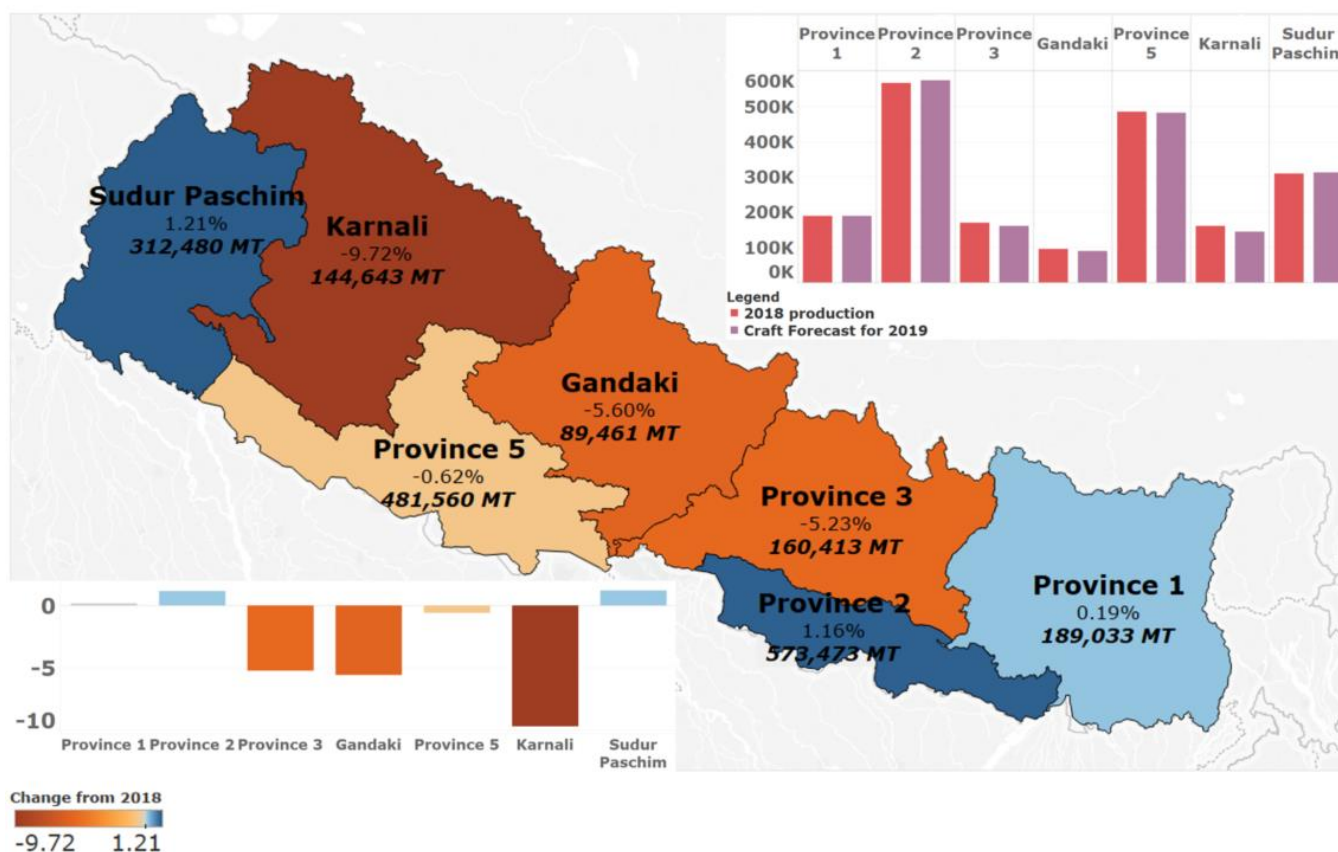 Province 1
Province 2
Province 3
Gandaki
Province 5
Karnali
Sudur Paschim
600K
500K
400K
300K
200K
100K
0K
Legend
2018 production
Craft Forecast for 2019
Sudur Paschim
1.21%
312,480 MT
Karnali
-9.72%
144,643 MT
Gandaki
-5.60%
89,461 MT
Province 5
-0.62%
481,560 MT
Province 3
-5.23%
160,413 MT
Province 2
1.16%
573,473 MT
Province 1
0.19%
189,033 MT
0
-5
-10
Province 1
Province 2
Province 3
Gandaki
Province 5
Karnali
Sudur
Paschim
Change from 2018
-9.72
1.21